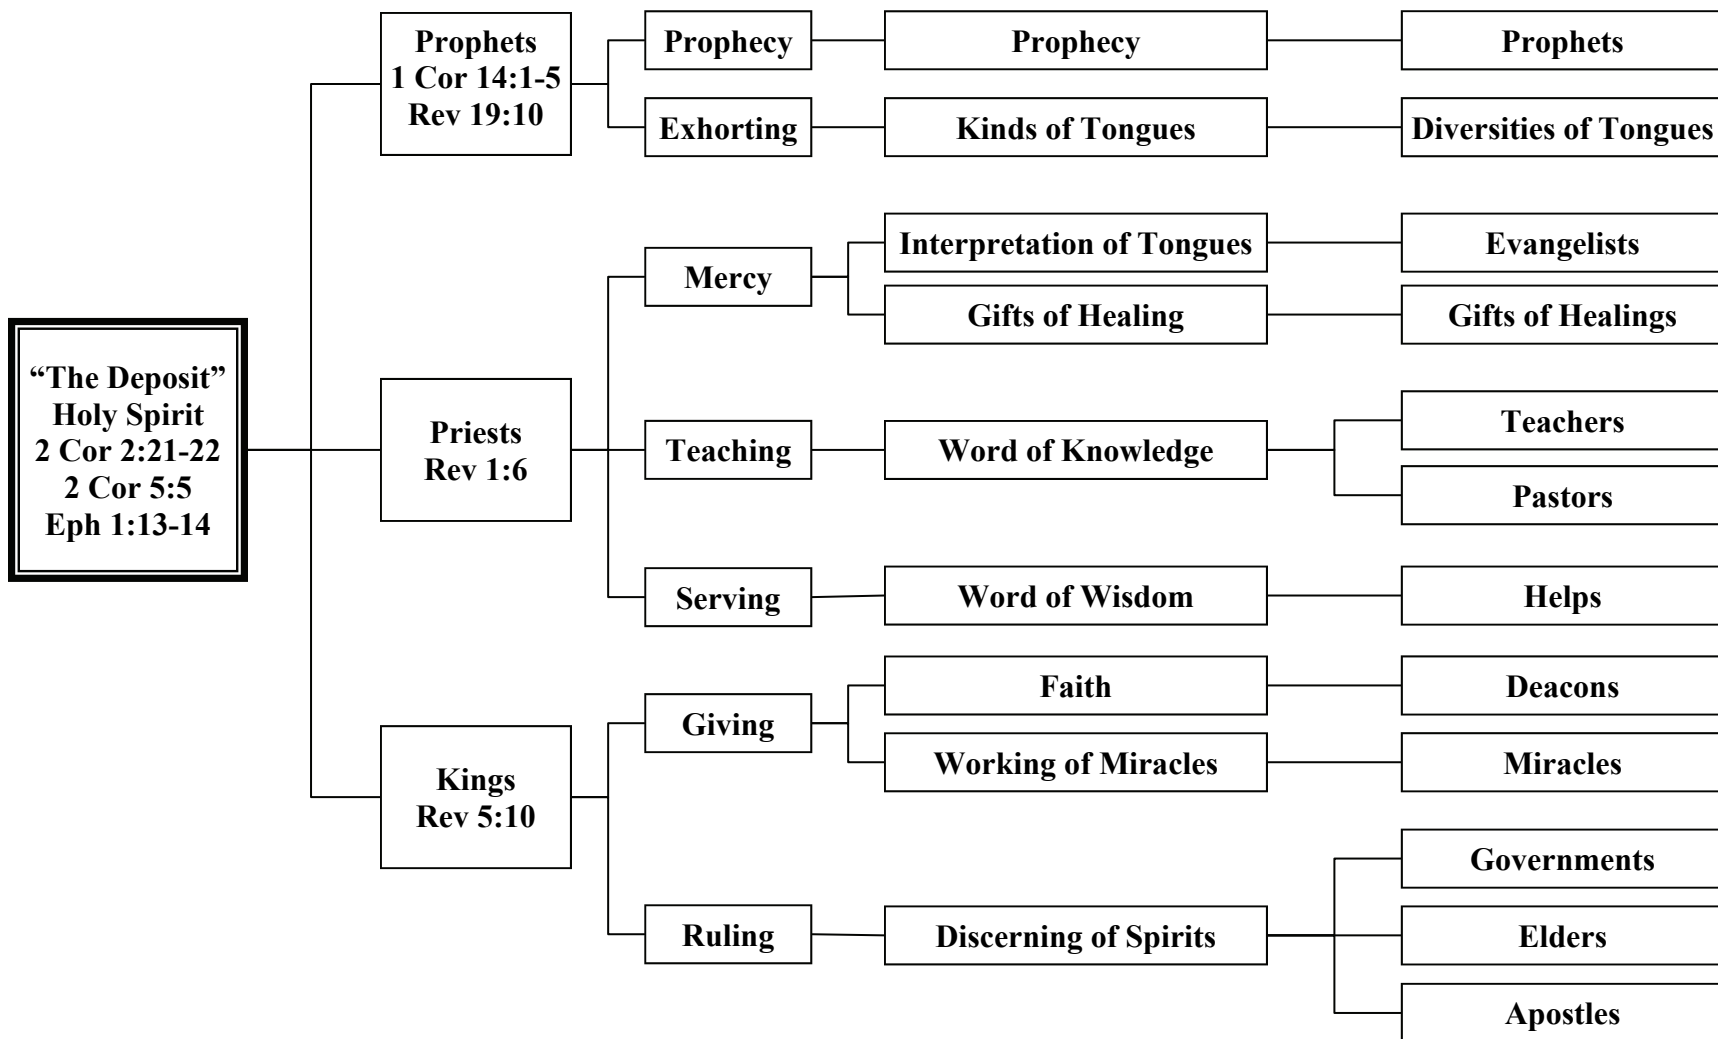 Prophets
1 Cor 14:1-5
Rev 19:10
Prophecy
Prophecy
Prophets
Exhorting
Kinds of Tongues
Diversities of Tongues
“The Deposit”
Holy Spirit
2 Cor 2:21-22
2 Cor 5:5
Eph 1:13-14
Priests
Rev 1:6
Mercy
Interpretation of Tongues
Evangelists
Gifts of Healing
Gifts of Healings
Teaching
Word of Knowledge
Teachers
Pastors
Serving
Word of Wisdom
Helps
Kings
Rev 5:10
Giving
Faith
Deacons
Working of Miracles
Miracles
Ruling
Discerning of Spirits
Governments
Elders
Apostles